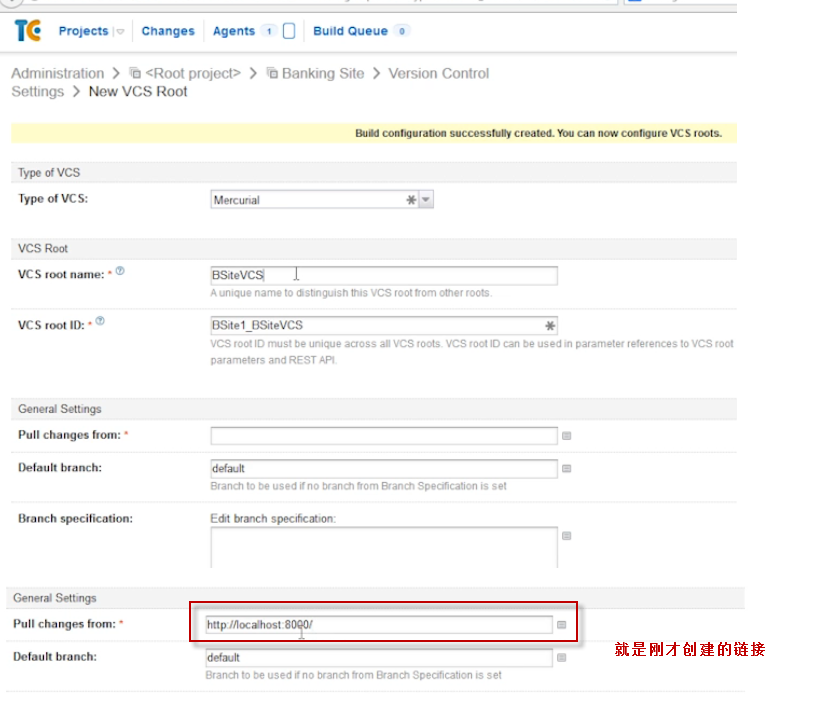 TC Projects Changes Agents 1 Build Queue 0
Administration > <Root project> > Banking Site > Version Control
Settings > New VCS Root
Build configuration successfully created. You can now configure VCS roots.
Type of VCS
Type of VCS: Mercurial
VCS Root
VCS root name: * BSiteVCS
A unique name to distinguish this VCS root from other roots.
VCS root ID: * BSite1_BSiteVCS
VCS root ID must be unique across all VCS roots. VCS root ID can be used in parameter references to VCS root
parameters and REST API.
General Settings
Pull changes from: *
Default branch: default
Branch to be used if no branch from Branch Specification is set
Branch specification: Edit branch specification:
General Settings
Pull changes from: * http://localhost:8000/
就是刚才创建的链接
Default branch: default
Branch to be used if no branch from Branch Specification is set